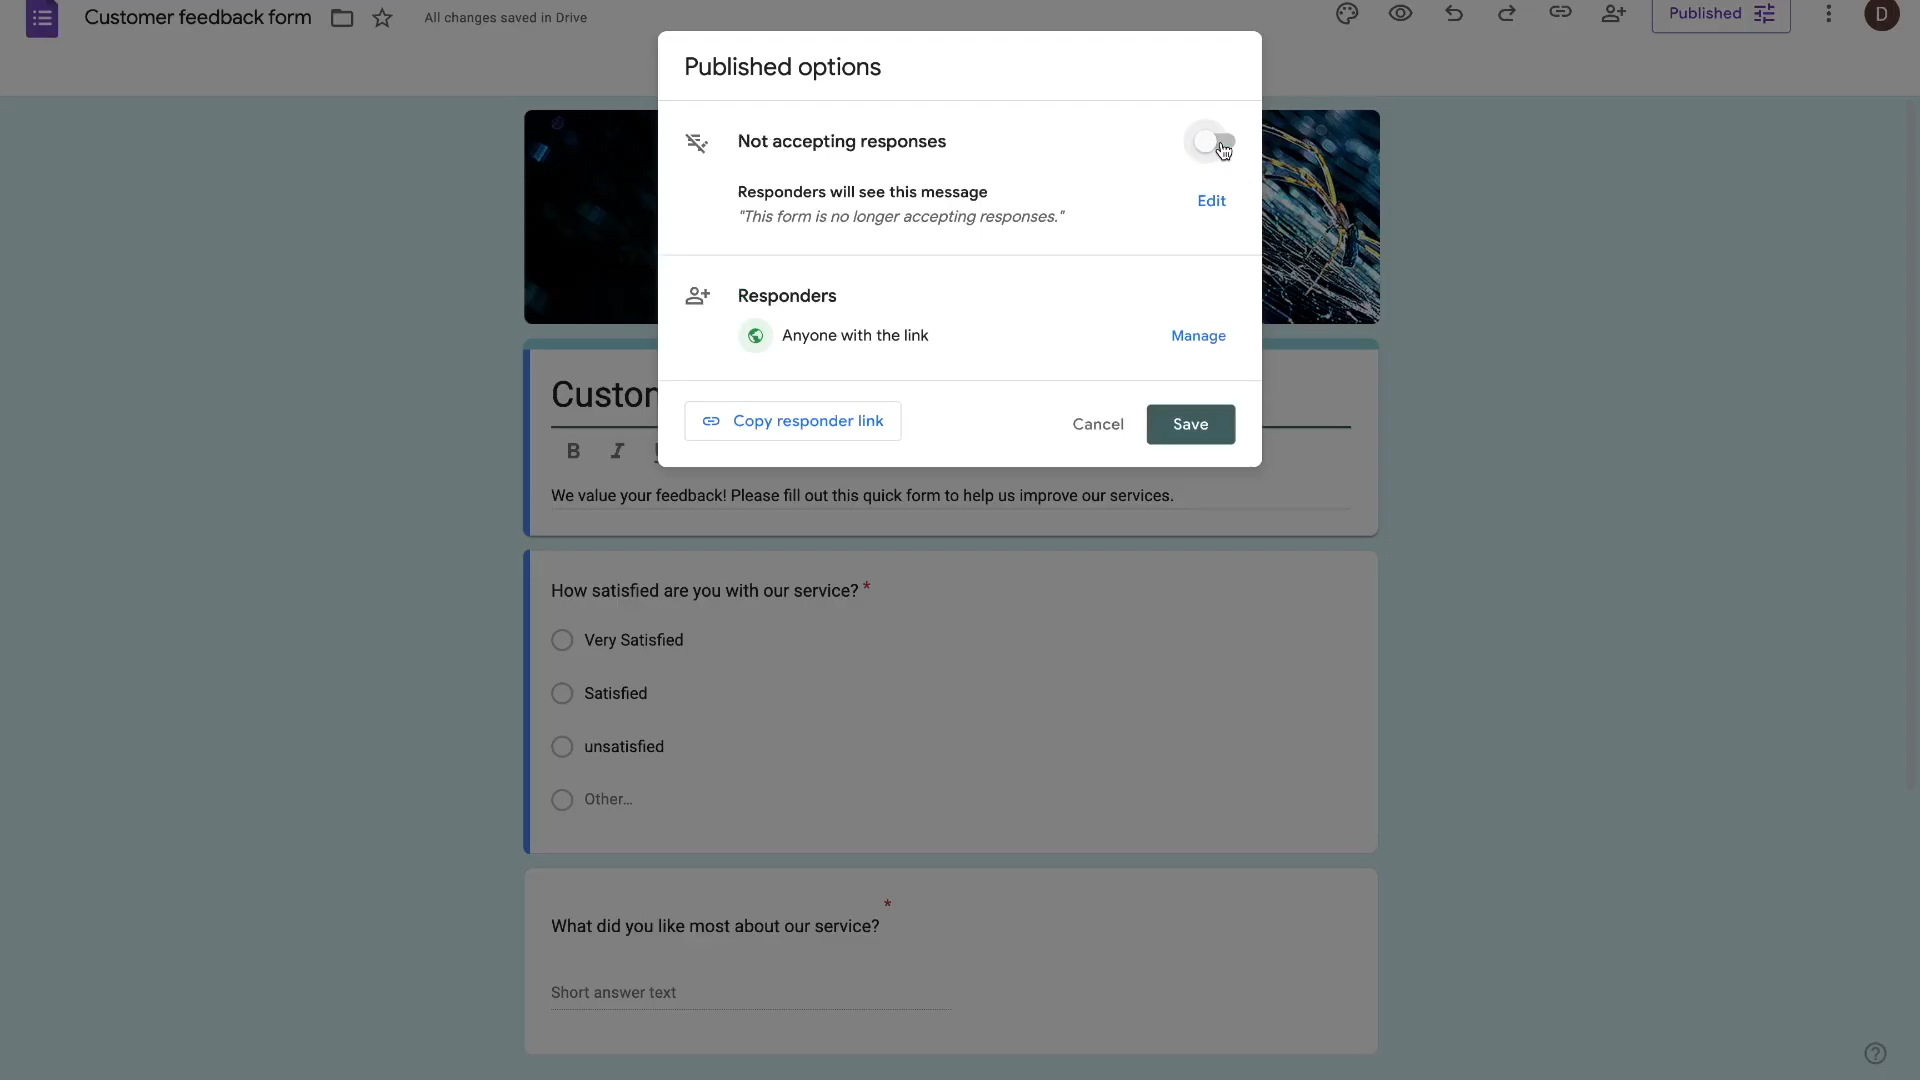 Customer feedback form
All changes saved in Drive
Published
D
Published options
Not accepting responses
Responders will see this message
"This form is no longer accepting responses."
Edit
Responders
Anyone with the link
Manage
Copy responder link
Cancel
Save
Custom
B I
We value your feedback! Please fill out this quick form to help us improve our services.
How satisfied are you with our service? *
Very Satisfied
Satisfied
unsatisfied
Other...
What did you like most about our service? *
Short answer text